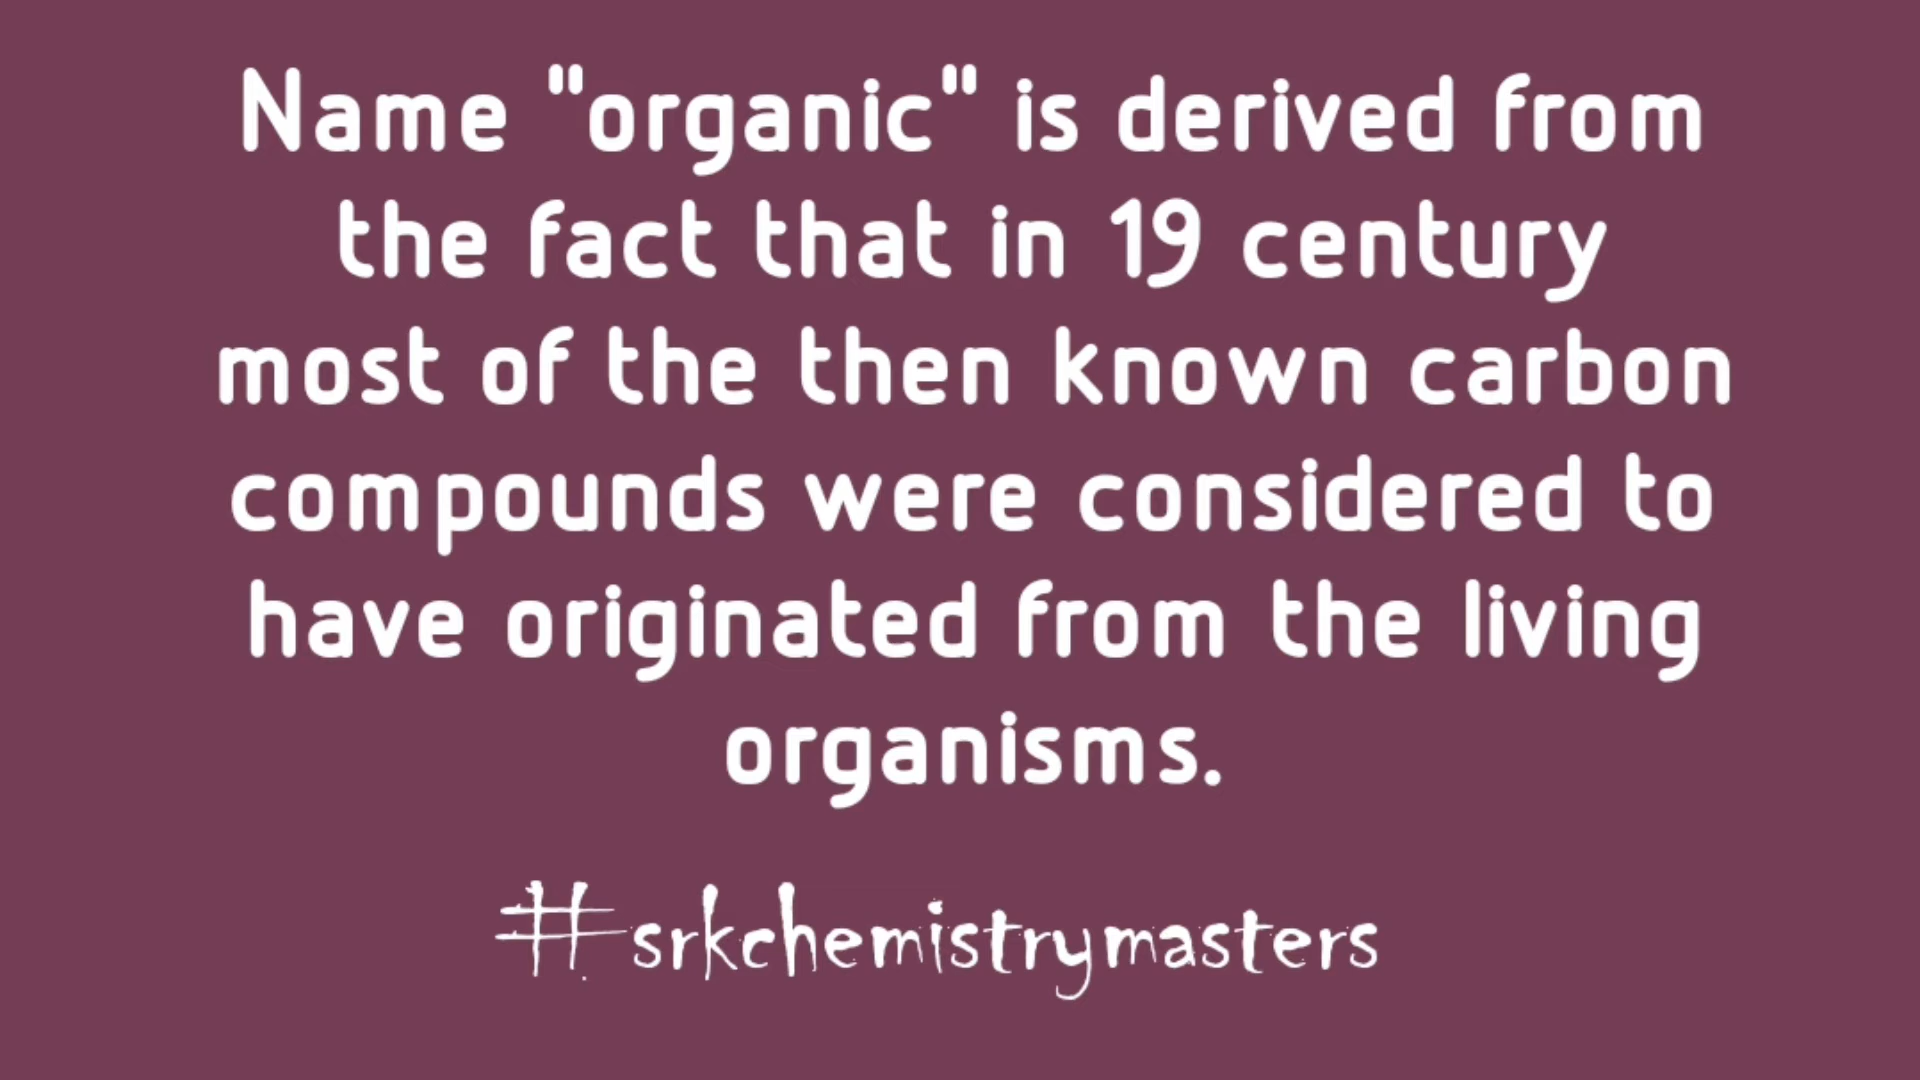 Name "organic" is derived from
the fact that in 19 century
most of the then known carbon
compounds were considered to
have originated from the living
organisms.
#srkchemistrymasters